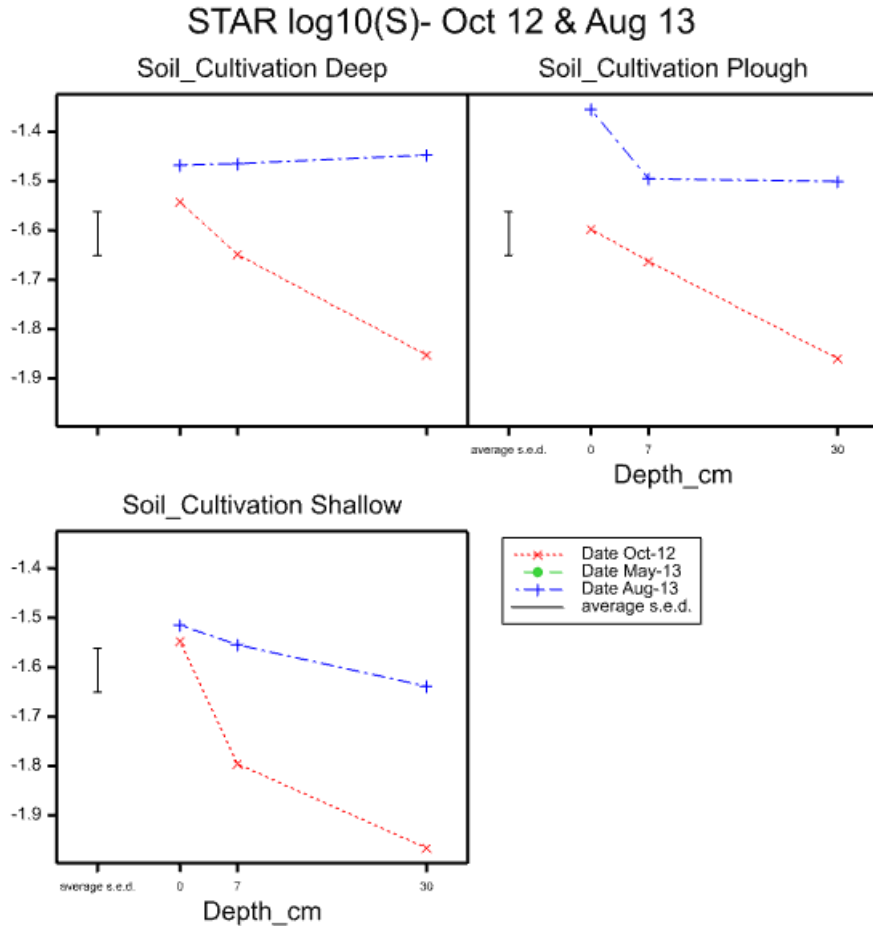 STAR log10(S)- Oct 12 & Aug 13
Soil_Cultivation Deep
Soil_Cultivation Plough
-1.4
-1.5
-1.6
-1.7
-1.8
-1.9
average s.e.d.
0
7
30
Depth_cm
Soil_Cultivation Shallow
-1.4
-1.5
-1.6
-1.7
-1.8
-1.9
average s.e.d.
0
7
30
Depth_cm
Date Oct-12
Date May-13
Date Aug-13
average s.e.d.